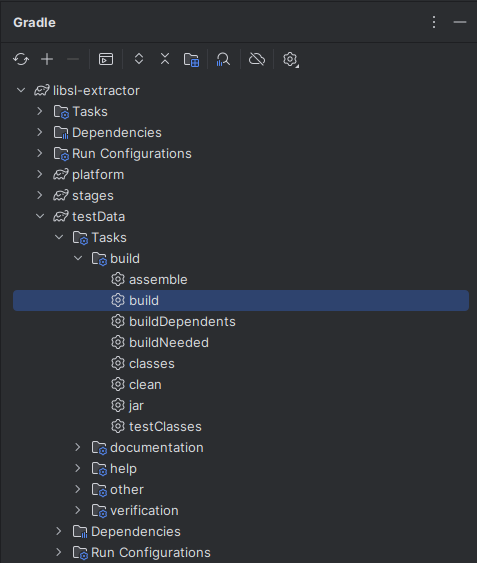 Gradle
libsl-extractor
Tasks
Dependencies
Run Configurations
platform
stages
testData
Tasks
build
assemble
build
buildDependents
buildNeeded
classes
clean
jar
testClasses
documentation
help
other
verification
Dependencies
Run Configurations